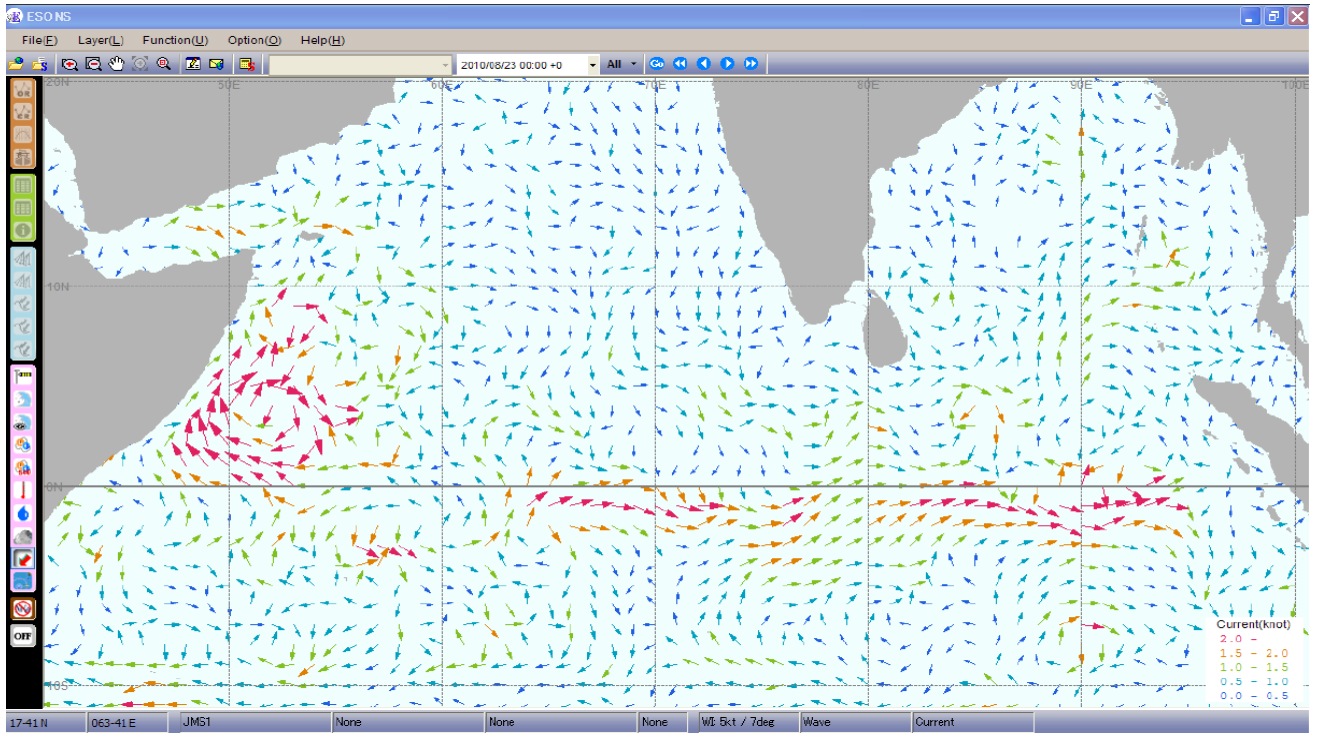 ESONS
File(F) Layer(L) Function(U) Option(O) Help(H)
2010/08/23 00:00 +0 All Go
20N 50E 60E 70E 80E 90E 100E
10N
0N
10S
OFF
Current(knot)
2.0 -
1.5 - 2.0
1.0 - 1.5
0.5 - 1.0
0.0 - 0.5
17-41 N 063-41 E JMS1 None None None WI: 5kt / 7deg Wave Current